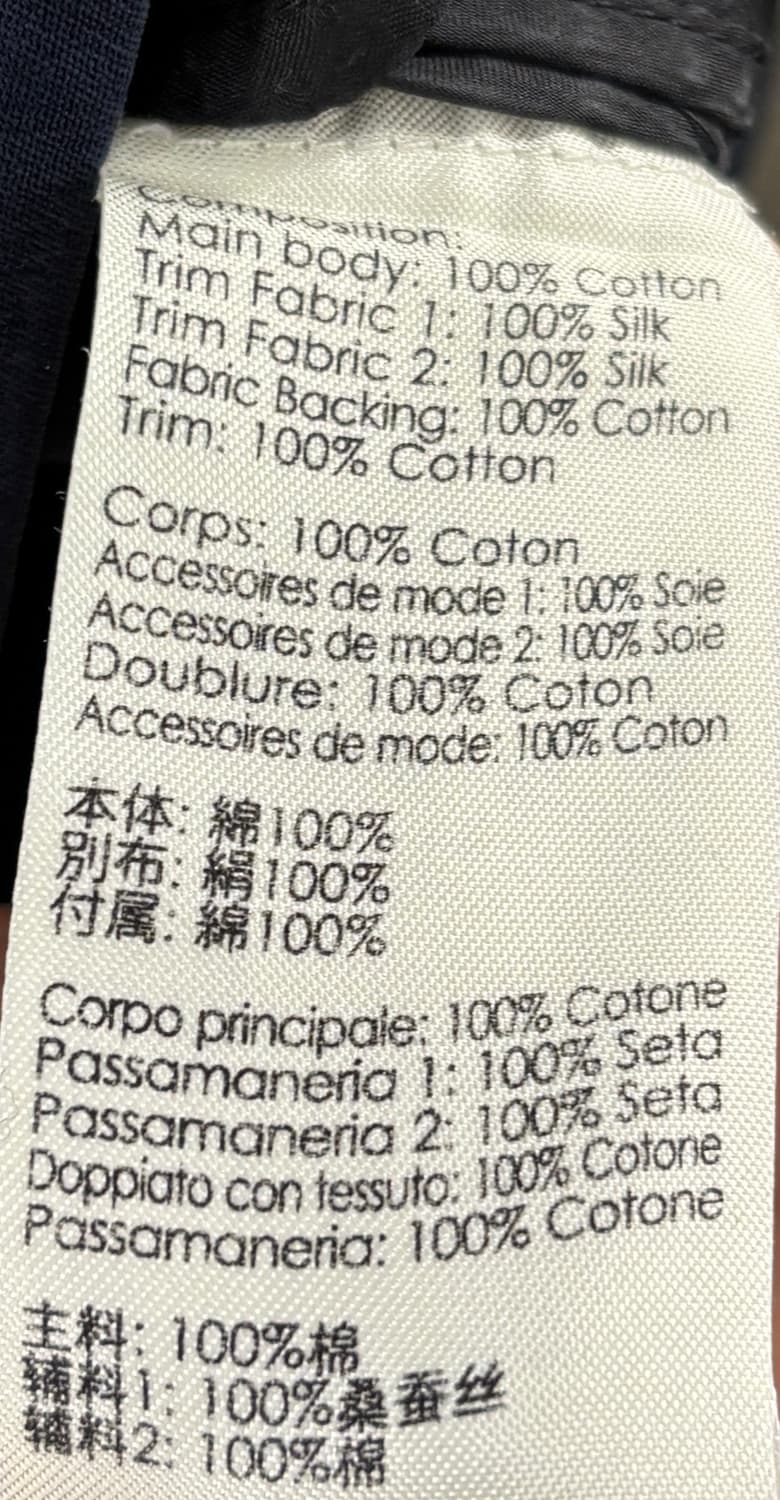 Composition:
Main body: 100% Cotton
Trim Fabric 1: 100% Silk
Trim Fabric 2: 100% Silk
Fabric Backing: 100% Cotton
Trim: 100% Cotton
Corps: 100% Coton
Accessoires de mode 1: 100% Soie
Accessoires de mode 2: 100% Soie
Doublure: 100% Coton
Accessoires de mode: 100% Coton
本体: 綿100%
別布: 絹100%
付属: 綿100%
Corpo principale: 100% Cotone
Passamaneria 1: 100% Seta
Passamaneria 2: 100% Seta
Doppiato con tessuto: 100% Cotone
Passamaneria: 100% Cotone
主料: 100%棉
辅料1: 100%桑蚕丝
辅料2: 100%棉